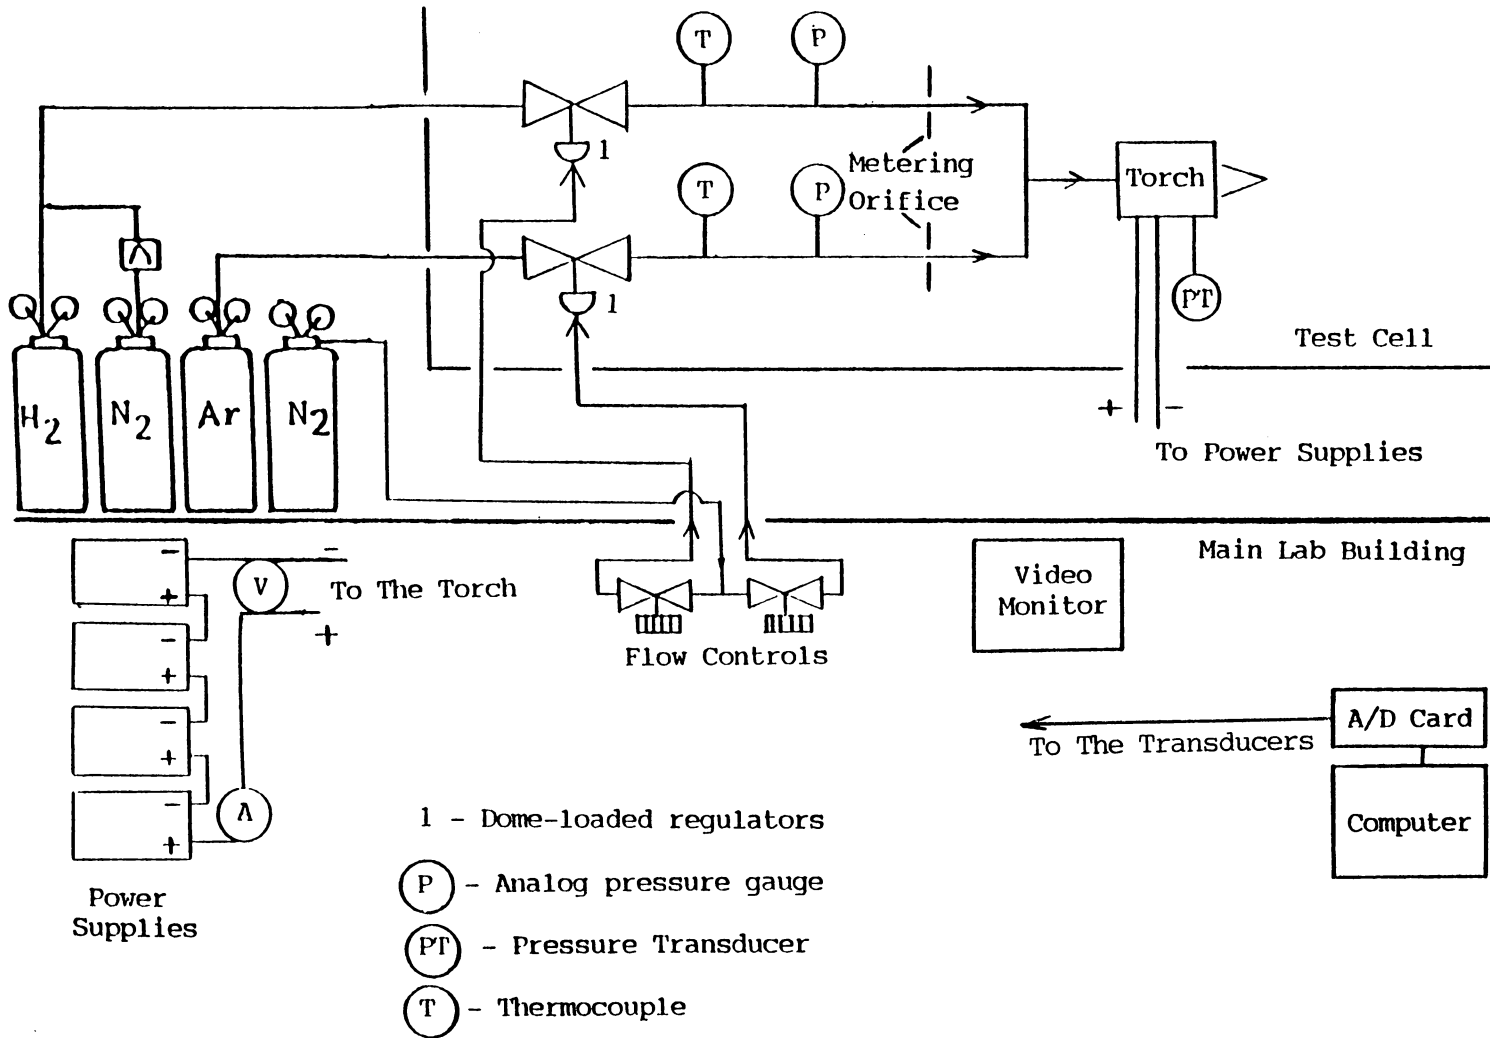 T P
1
Metering
Orifice
T P
1
Torch
PT
Test Cell
+ -
To Power Supplies
H2 N2 Ar N2
Main Lab Building
- +
- +
- +
- +
V
-
To The Torch
+
A
Power
Supplies
Flow Controls
Video
Monitor
A/D Card
To The Transducers
Computer
1 - Dome-loaded regulators
P - Analog pressure gauge
PT - Pressure Transducer
T - Thermocouple